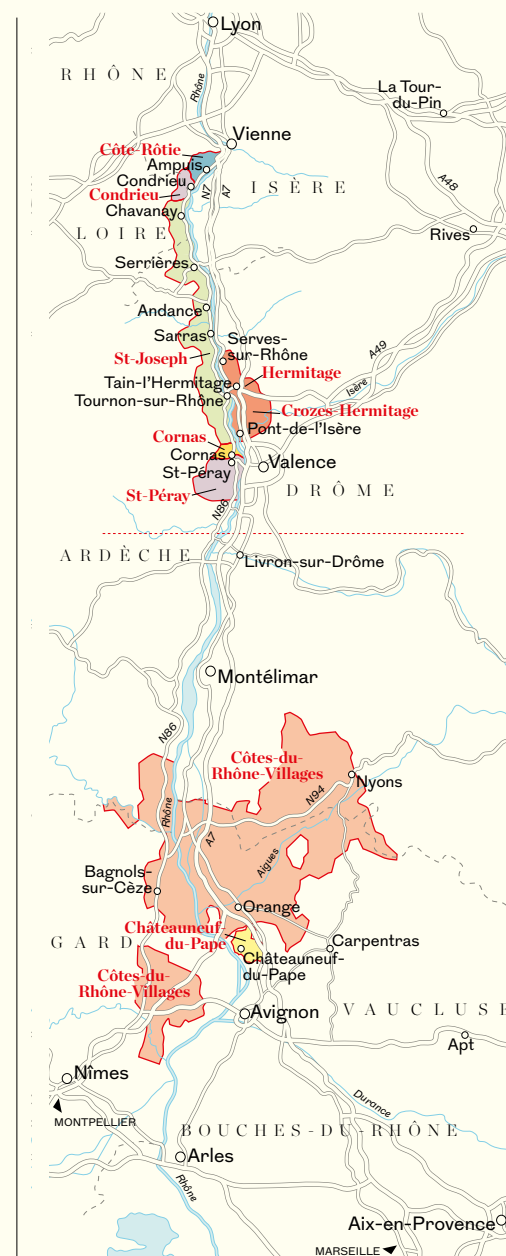 Lyon
RHÔNE
Rhône
La Tour-
du-Pin
Vienne
Côte-Rôtie
Ampuis
Condrieu
Condrieu
N7
A7
ISÈRE
A48
Chavanay
LOIRE
Rives
Serrières
Andance
Sarras
Serves-
sur-Rhône
A49
St-Joseph
Hermitage
Isère
Tain-l'Hermitage
Tournon-sur-Rhône
Crozes-Hermitage
Pont-de-l'Isère
Cornas
Cornas
St-Péray
Valence
St-Péray
DRÔME
N86
ARDÈCHE
Livron-sur-Drôme
Montélimar
N86
Côtes-du-
Rhône-Villages
Nyons
Rhône
N94
A7
Aigues
Bagnols-
sur-Cèze
Orange
Châteauneuf-
du-Pape
GARD
Carpentras
Châteauneuf-
du-Pape
Côtes-du-
Rhône-Villages
Avignon
VAUCLUSE
Apt
Nîmes
MONTPELLIER
Durance
BOUCHES-DU-RHÔNE
Arles
Rhône
Aix-en-Provence
MARSEILLE